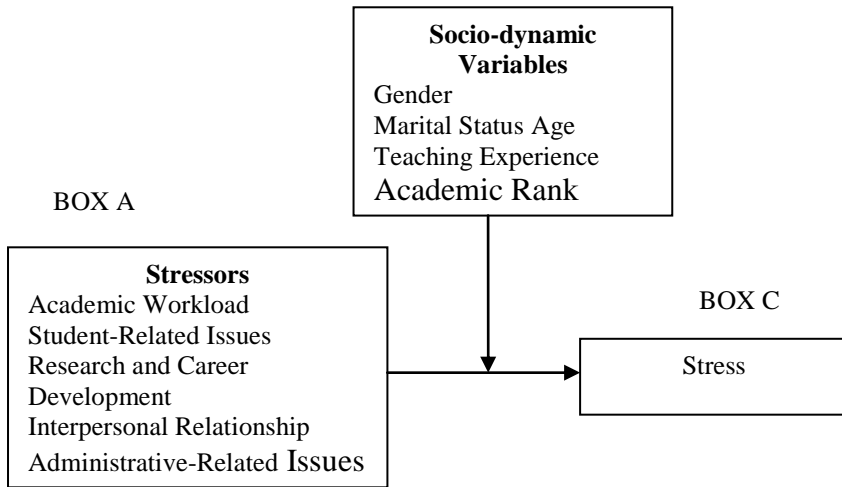 Socio-dynamic
Variables
Gender
Marital Status Age
Teaching Experience
Academic Rank
BOX A
Stressors
Academic Workload
Student-Related Issues
Research and Career
Development
Interpersonal Relationship
Administrative-Related Issues
BOX C
Stress